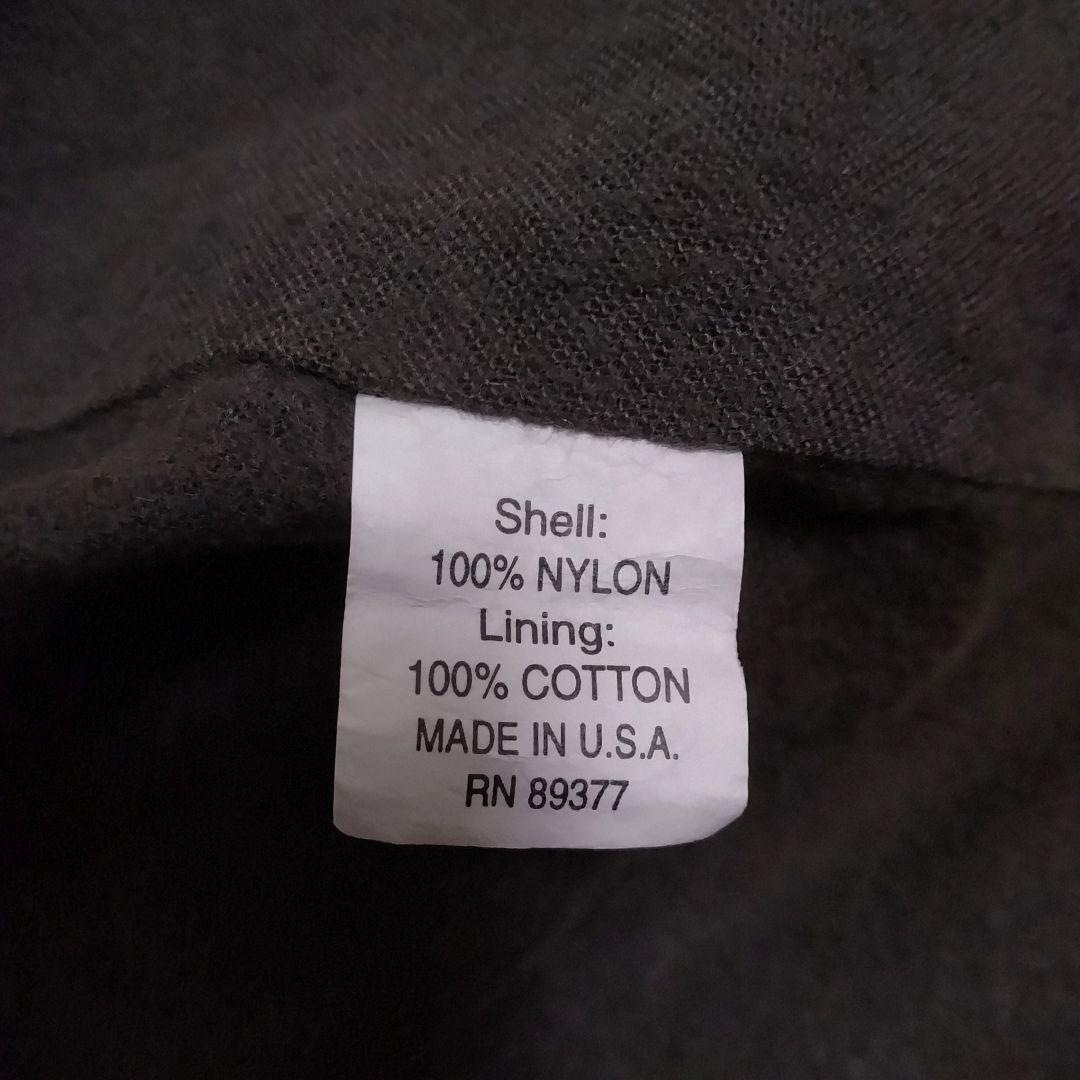 Shell:
100% NYLON
Lining:
100% COTTON
MADE IN U.S.A.
RN 89377